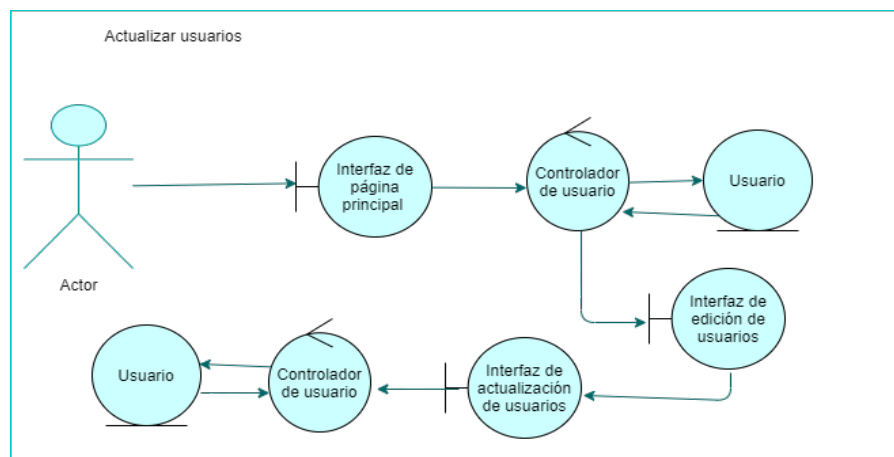 Actualizar usuarios
Interfaz de
página
principal
Controlador
de usuario
Usuario
Actor
Interfaz de
edición de
usuarios
Usuario
Controlador
de usuario
Interfaz de
actualización
de usuarios